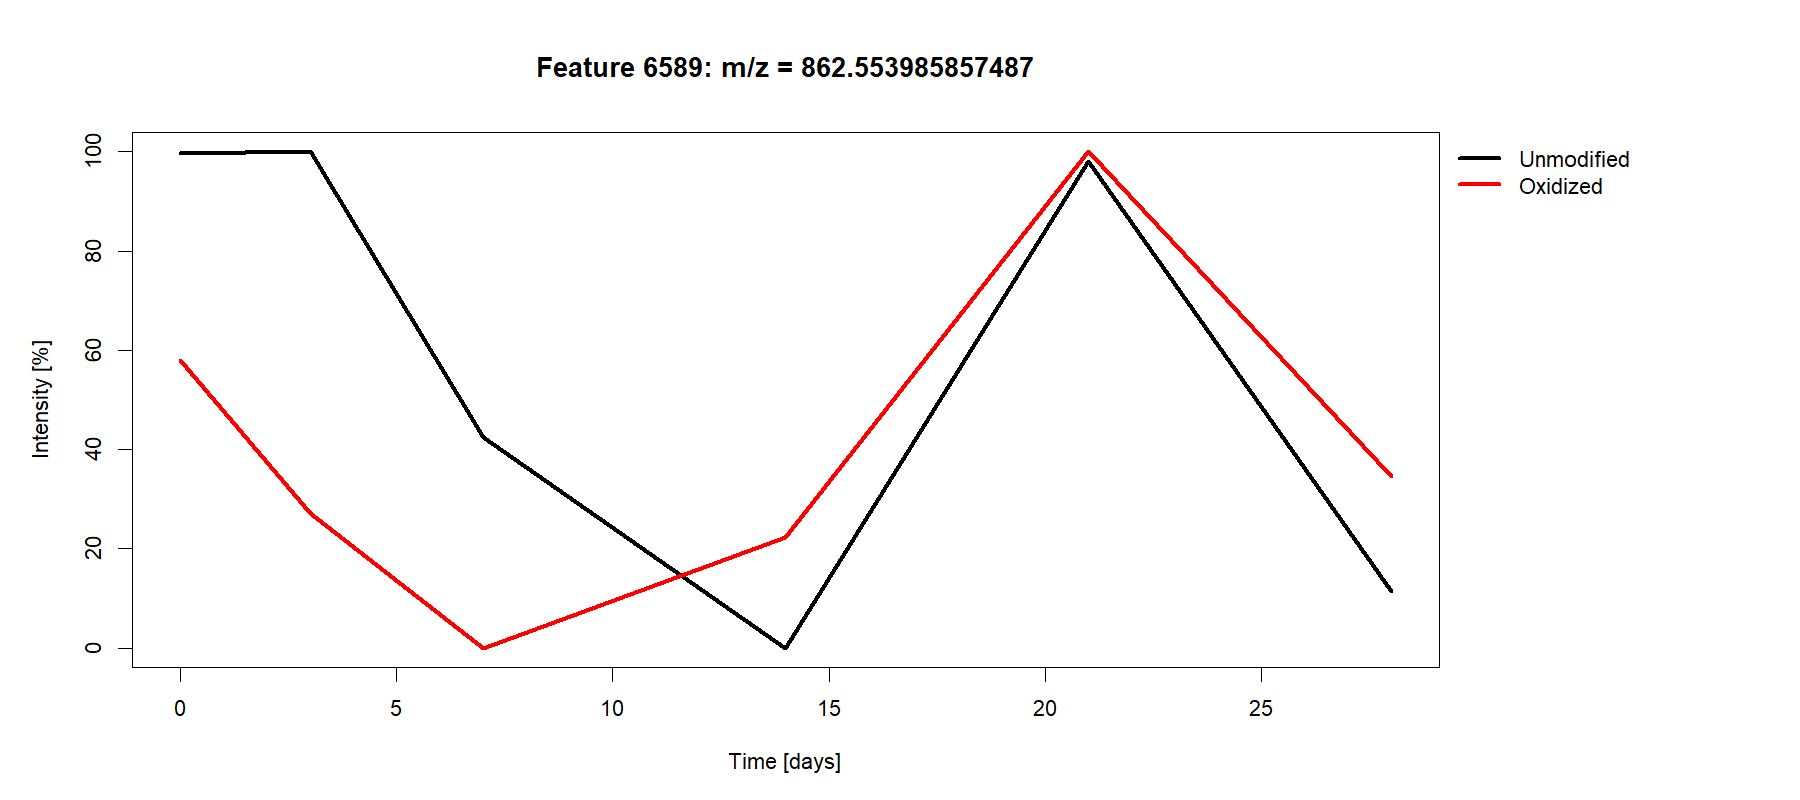 Feature 6589: m/z = 862.553985857487
Unmodified
Oxidized
Intensity [%]
100
80
60
40
20
0
0 5 10 15 20 25
Time [days]